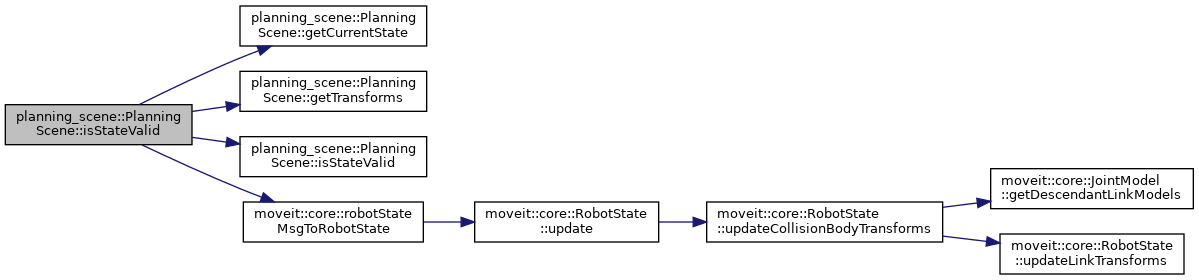 planning_scene::Planning
Scene::isStateValid
planning_scene::Planning
Scene::getCurrentState
planning_scene::Planning
Scene::getTransforms
planning_scene::Planning
Scene::isStateValid
moveit::core::robotState
MsgToRobotState
moveit::core::RobotState
::update
moveit::core::RobotState
::updateCollisionBodyTransforms
moveit::core::JointModel
::getDescendantLinkModels
moveit::core::RobotState
::updateLinkTransforms